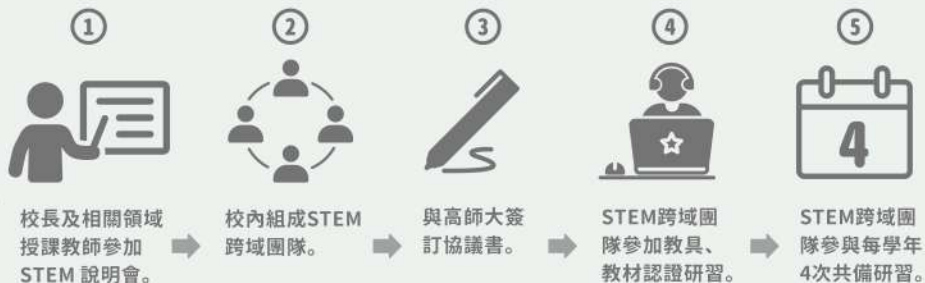 ①
②
③
④
⑤
4
校長及相關領域
授課教師參加
STEM 說明會。
校內組成STEM
跨域團隊。
與高師大簽
訂協議書。
STEM跨域團
隊參加教具、
教材認證研習。
STEM跨域團
隊參與每學年
4次共備研習。